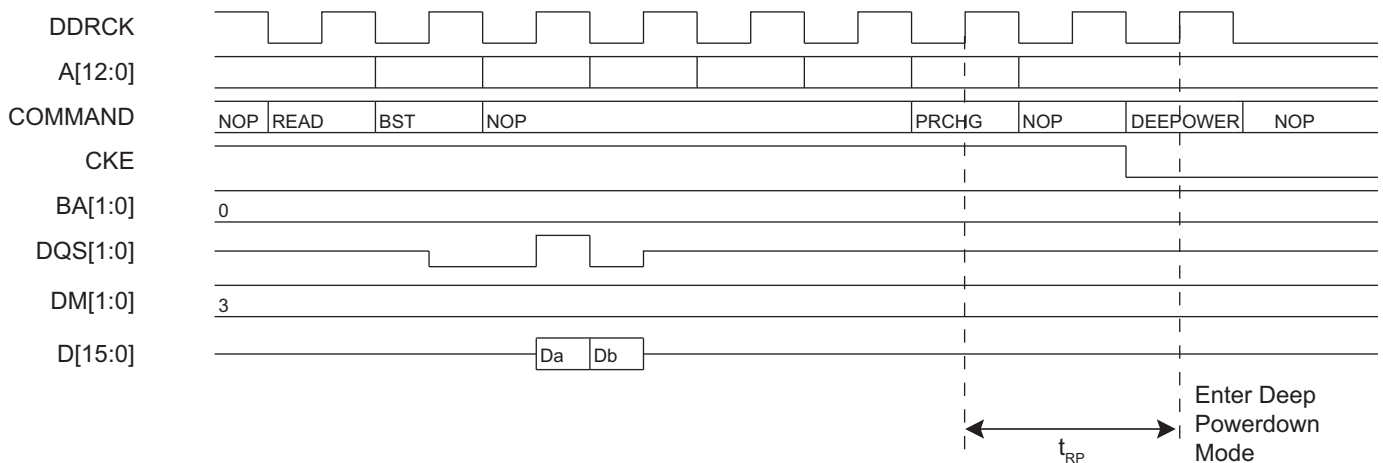 DDRCK
A[12:0]
COMMAND NOP READ BST NOP PRCHG NOP DEEPOWER NOP
CKE
BA[1:0] 0
DQS[1:0]
DM[1:0] 3
D[15:0] Da Db
Enter Deep
Powerdown
Mode
tRP